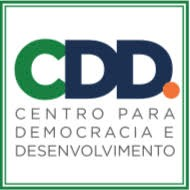 CDD.
CENTRO PARA
DEMOCRACIA E
DESENVOLVIMENTO